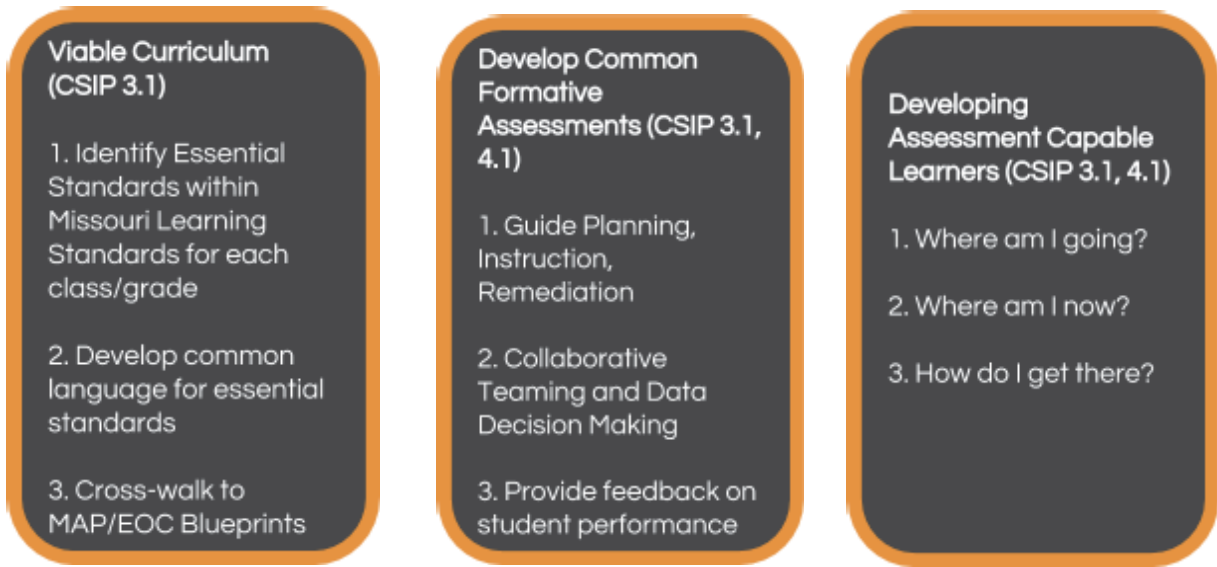 Viable Curriculum
(CSIP 3.1)
1. Identify Essential
Standards within
Missouri Learning
Standards for each
class/grade
2. Develop common
language for essential
standards
3. Cross-walk to
MAP/EOC Blueprints
Develop Common
Formative
Assessments (CSIP 3.1,
4.1)
1. Guide Planning,
Instruction,
Remediation
2. Collaborative
Teaming and Data
Decision Making
3. Provide feedback on
student performance
Developing
Assessment Capable
Learners (CSIP 3.1, 4.1)
1. Where am I going?
2. Where am I now?
3. How do I get there?